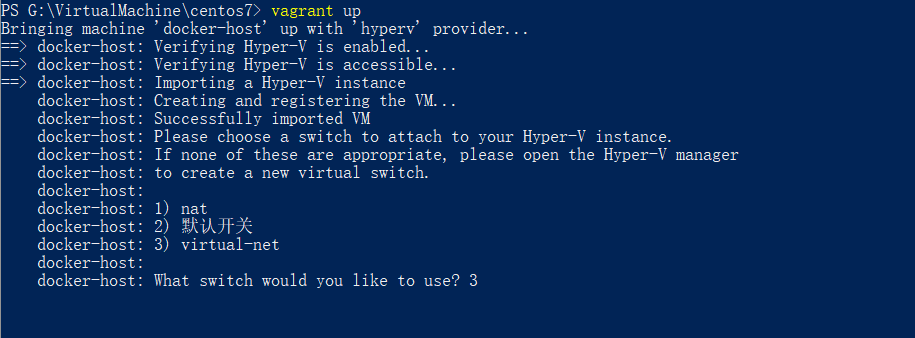 PS G:\VirtualMachine\centos7> vagrant up
Bringing machine 'docker-host' up with 'hyperv' provider...
==> docker-host: Verifying Hyper-V is enabled...
==> docker-host: Verifying Hyper-V is accessible...
==> docker-host: Importing a Hyper-V instance
    docker-host: Creating and registering the VM...
    docker-host: Successfully imported VM
    docker-host: Please choose a switch to attach to your Hyper-V instance.
    docker-host: If none of these are appropriate, please open the Hyper-V manager
    docker-host: to create a new virtual switch.
    docker-host:
    docker-host: 1) nat
    docker-host: 2) 默认开关
    docker-host: 3) virtual-net
    docker-host:
    docker-host: What switch would you like to use? 3